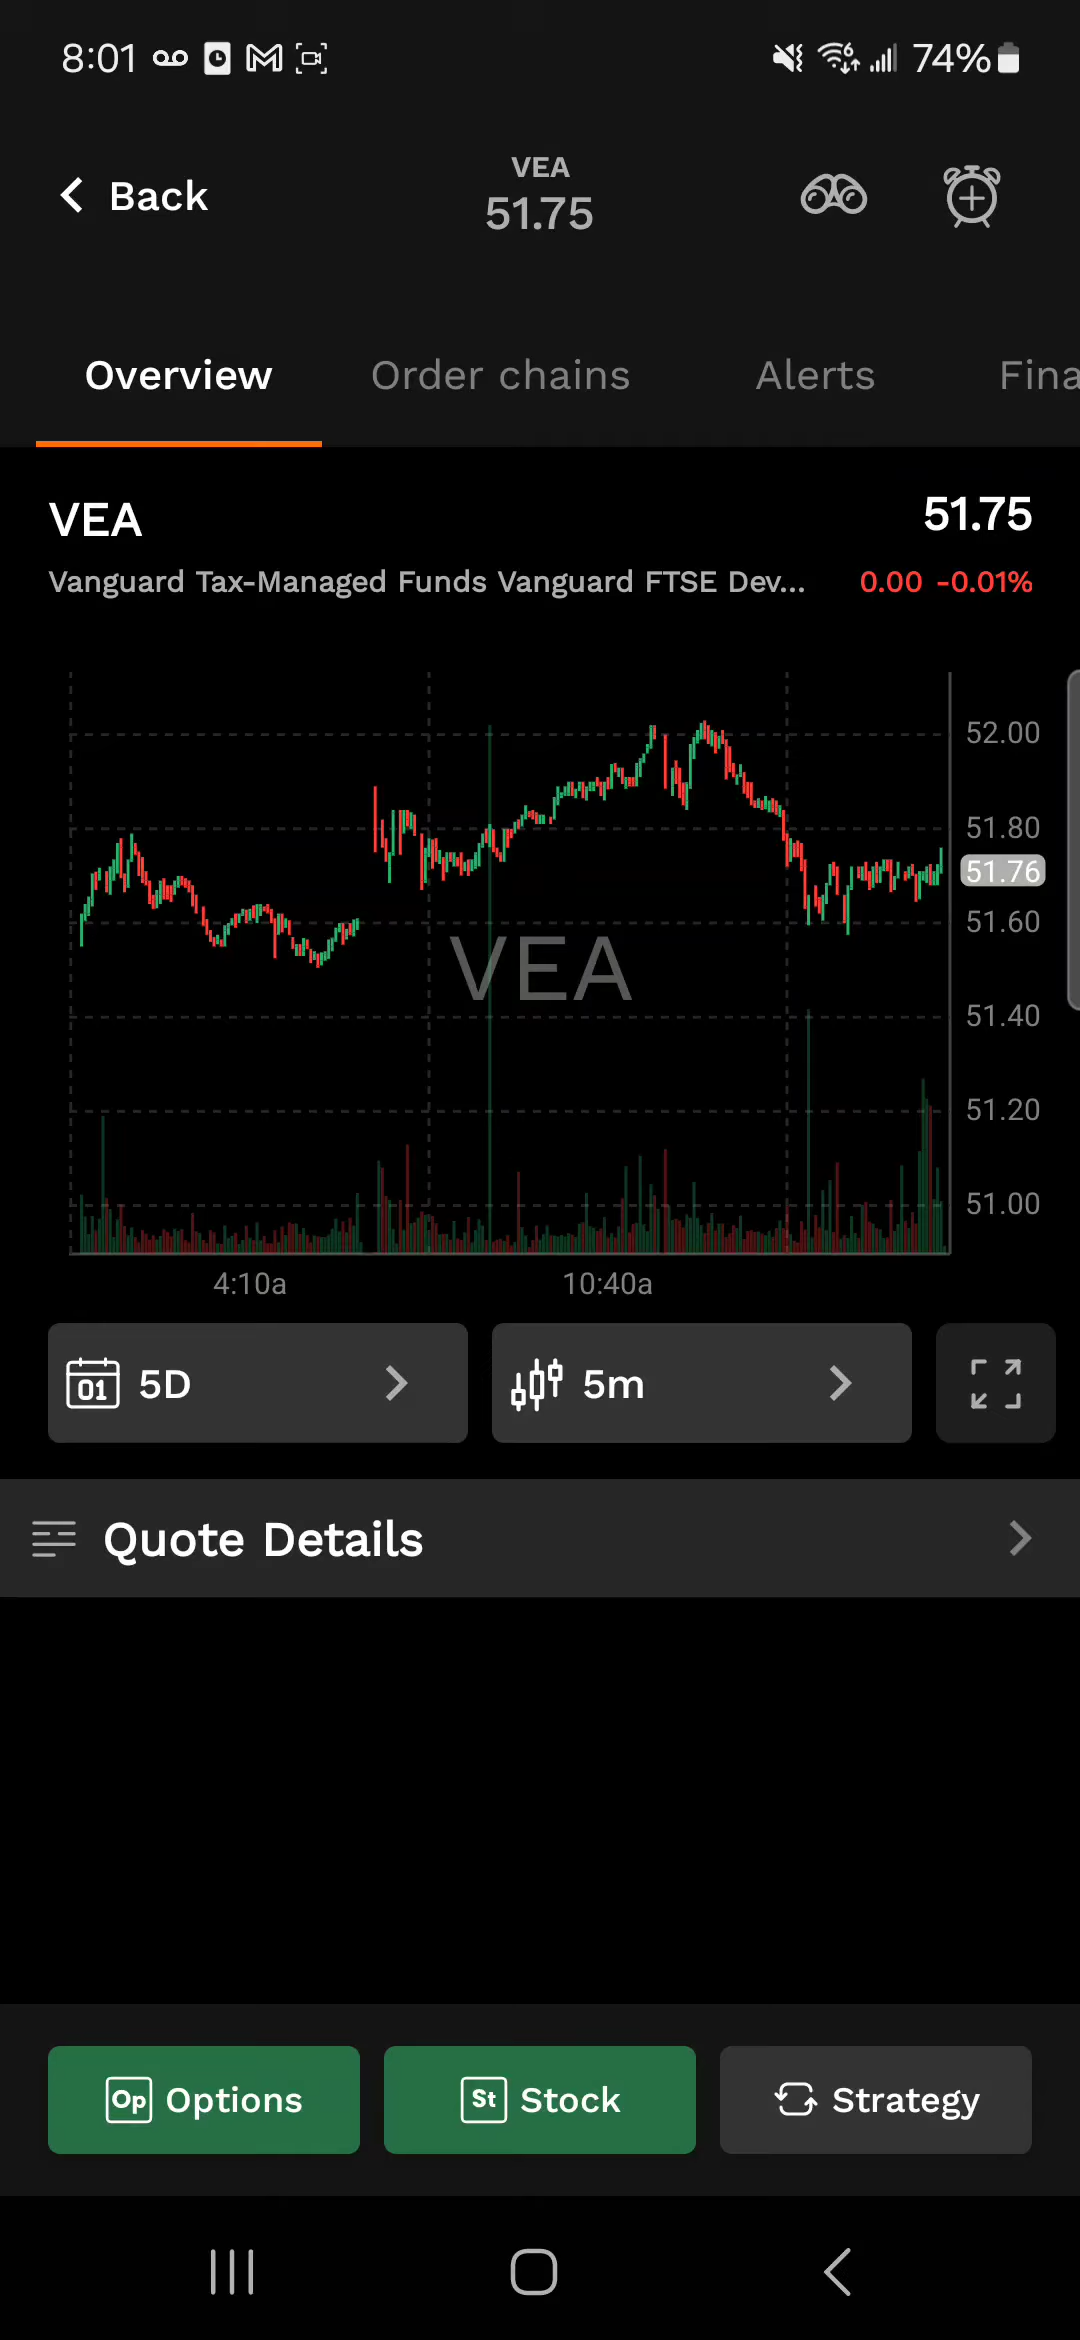 8:01 74%
Back
VEA
51.75
Overview Order chains Alerts Fina
VEA 51.75
Vanguard Tax-Managed Funds Vanguard FTSE Dev... 0.00 -0.01%
52.00
51.80
51.76
51.60
VEA
51.40
51.20
51.00
4:10a 10:40a
01 5D 5m
Quote Details
Op Options St Stock Strategy